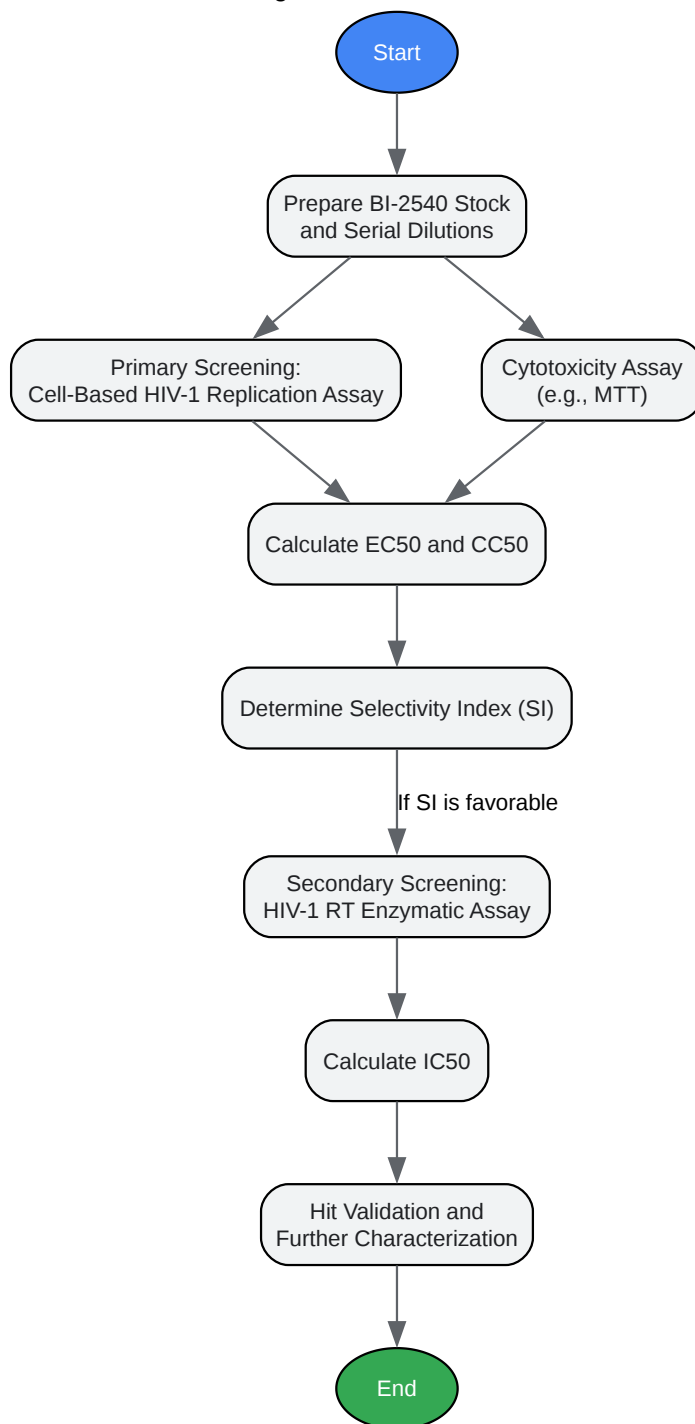 Start
Prepare BI-2540 Stock
and Serial Dilutions
Primary Screening:
Cell-Based HIV-1 Replication Assay
Cytotoxicity Assay
(e.g., MTT)
Calculate EC50 and CC50
Determine Selectivity Index (SI)
If SI is favorable
Secondary Screening:
HIV-1 RT Enzymatic Assay
Calculate IC50
Hit Validation and
Further Characterization
End